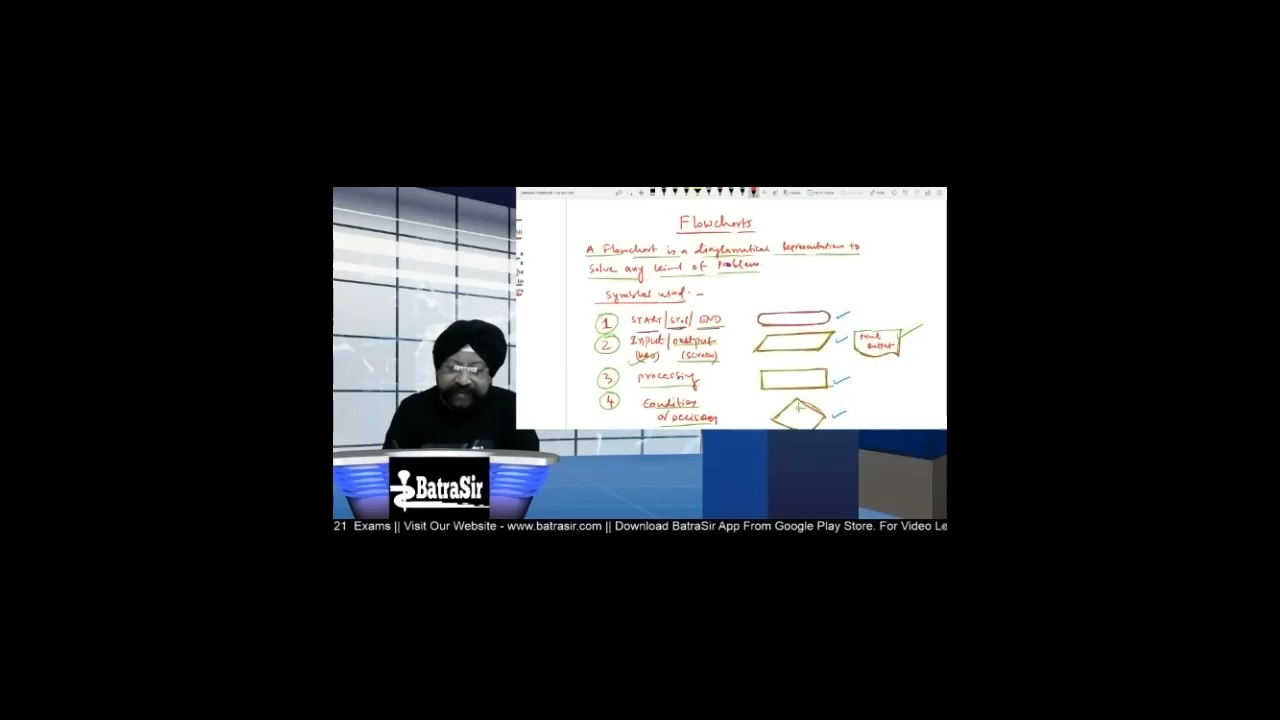 Flowcharts
A Flowchart is a diagramatical Representation to
Solve any kind of Problem.
Symbols used. -
1 START/STOP/END
2 Input/output
(KBD) (Screen)
Print
output
3 processing
4 Condition
or Decision
BatraSir
21 Exams || Visit Our Website - www.batrasir.com || Download BatraSir App From Google Play Store. For Video Le